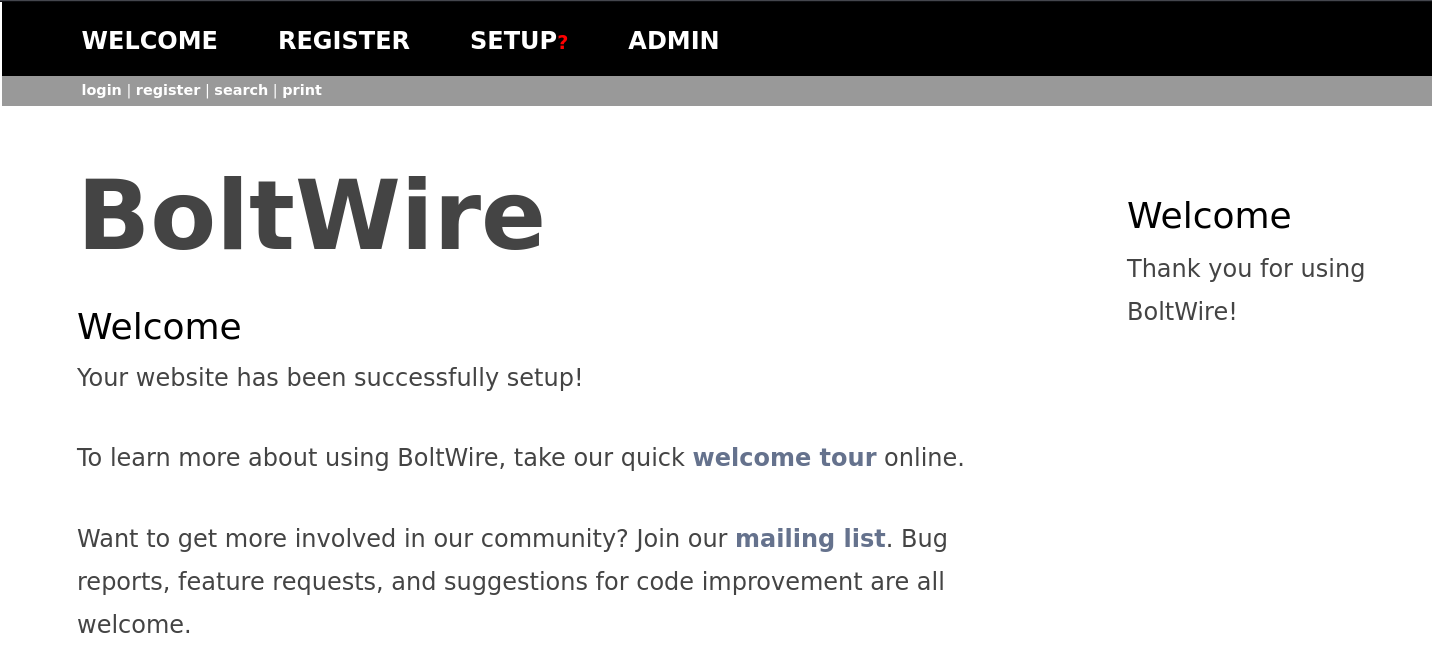 WELCOME REGISTER SETUP? ADMIN
login | register | search | print
BoltWire
Welcome
Your website has been successfully setup!
To learn more about using BoltWire, take our quick welcome tour online.
Want to get more involved in our community? Join our mailing list. Bug
reports, feature requests, and suggestions for code improvement are all
welcome.
Welcome
Thank you for using
BoltWire!